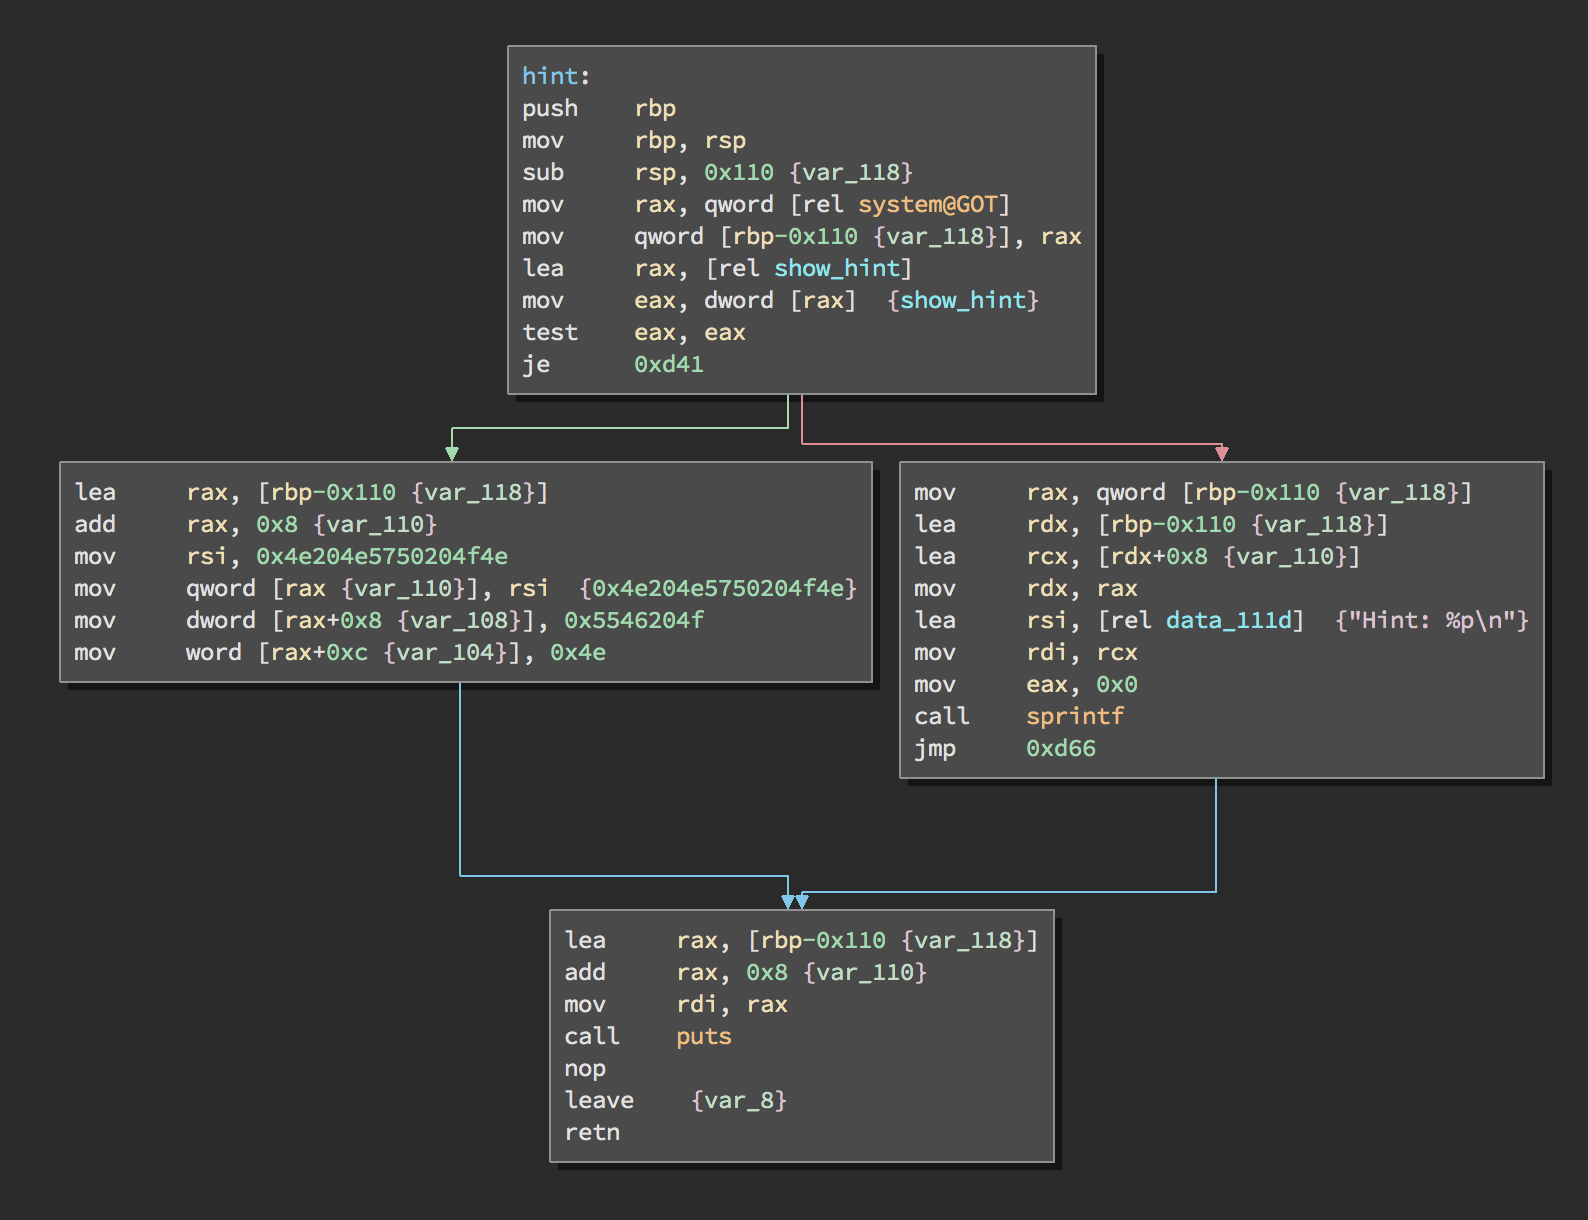 hint:
push rbp
mov rbp, rsp
sub rsp, 0x110 {var_118}
mov rax, qword [rel system@GOT]
mov qword [rbp-0x110 {var_118}], rax
lea rax, [rel show_hint]
mov eax, dword [rax] {show_hint}
test eax, eax
je 0xd41
lea rax, [rbp-0x110 {var_118}]
add rax, 0x8 {var_110}
mov rsi, 0x4e204e5750204f4e
mov qword [rax {var_110}], rsi {0x4e204e5750204f4e}
mov dword [rax+0x8 {var_108}], 0x5546204f
mov word [rax+0xc {var_104}], 0x4e
mov rax, qword [rbp-0x110 {var_118}]
lea rdx, [rbp-0x110 {var_118}]
lea rcx, [rdx+0x8 {var_110}]
mov rdx, rax
lea rsi, [rel data_111d] {"Hint: %p\n"}
mov rdi, rcx
mov eax, 0x0
call sprintf
jmp 0xd66
lea rax, [rbp-0x110 {var_118}]
add rax, 0x8 {var_110}
mov rdi, rax
call puts
nop
leave {var_8}
retn